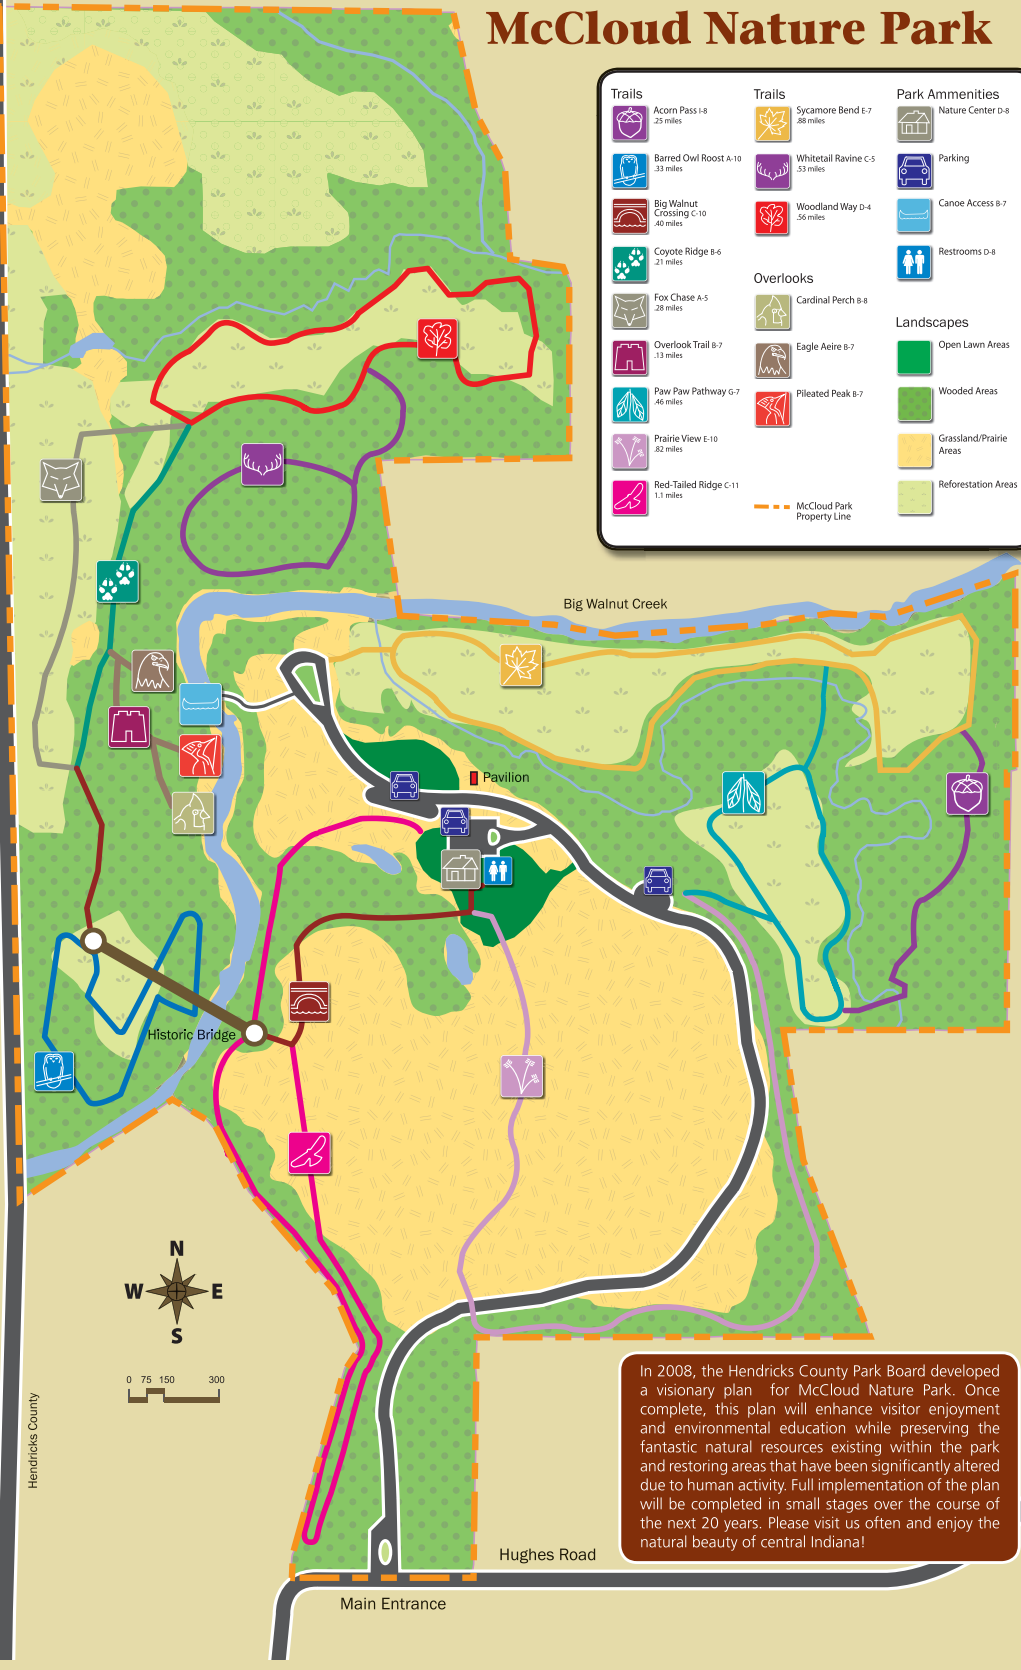 McCloud Nature Park
Trails
Acorn Pass I-8
.25 miles
Barred Owl Roost A-10
.33 miles
Big Walnut
Crossing C-10
.40 miles
Coyote Ridge B-6
.21 miles
Fox Chase A-5
.28 miles
Overlook Trail B-7
.13 miles
Paw Paw Pathway G-7
.46 miles
Prairie View E-10
.82 miles
Red-Tailed Ridge C-11
1.1 miles
Trails
Sycamore Bend E-7
.88 miles
Whitetail Ravine C-5
.53 miles
Woodland Way D-4
.56 miles
Overlooks
Cardinal Perch B-8
Eagle Aeire B-7
Pileated Peak B-7
McCloud Park
Property Line
Park Ammenities
Nature Center D-8
Parking
Canoe Access B-7
Restrooms D-8
Landscapes
Open Lawn Areas
Wooded Areas
Grassland/Prairie
Areas
Reforestation Areas
Big Walnut Creek
Pavilion
Historic Bridge
N
W E
S
0 75 150 300
Hendricks County
In 2008, the Hendricks County Park Board developed
a visionary plan for McCloud Nature Park. Once
complete, this plan will enhance visitor enjoyment
and environmental education while preserving the
fantastic natural resources existing within the park
and restoring areas that have been significantly altered
due to human activity. Full implementation of the plan
will be completed in small stages over the course of
the next 20 years. Please visit us often and enjoy the
natural beauty of central Indiana!
Hughes Road
Main Entrance